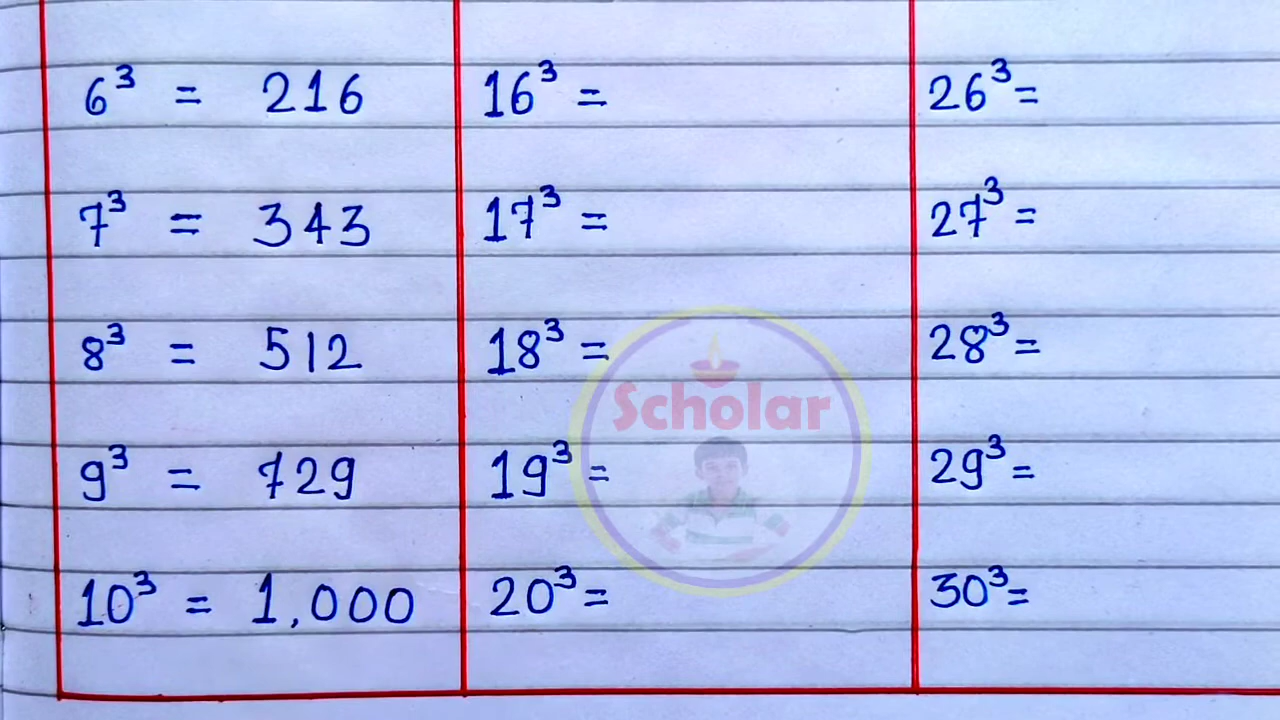 6³ = 216
16³ =
26³ =
7³ = 343
17³ =
27³ =
8³ = 512
18³ =
28³ =
Scholar
9³ = 729
19³ =
29³ =
10³ = 1,000
20³ =
30³ =